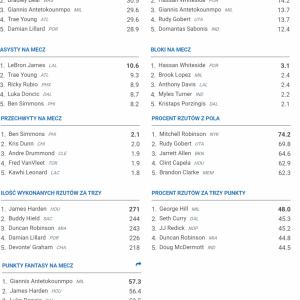 3. Giannis Antetokounmpo MIL 29.6
4. Trae Young ATL 29.6
5. Damian Lillard POR 28.9
3. Giannis Antetokounmpo MIL 13.7
4. Rudy Gobert UTA 13.7
5. Domantas Sabonis IND 12.4
ASYSTY NA MECZ
1. LeBron James LAL 10.6
2. Trae Young ATL 9.3
3. Ricky Rubio PHX 8.9
4. Luka Doncic DAL 8.7
5. Ben Simmons PHI 8.2
BLOKI NA MECZ
1. Hassan Whiteside POR 3.1
2. Brook Lopez MIL 2.4
3. Anthony Davis LAL 2.4
4. Myles Turner IND 2.2
5. Kristaps Porzingis DAL 2.1
PRZECHWYTY NA MECZ
1. Ben Simmons PHI 2.1
2. Kris Dunn CHI 2.0
3. Andre Drummond CLE 1.9
4. Fred VanVleet TOR 1.9
5. Kawhi Leonard LAC 1.8
PROCENT RZUTÓW Z POLA
1. Mitchell Robinson NYK 74.2
2. Rudy Gobert UTA 69.8
3. Jarrett Allen BKN 64.6
4. Clint Capela HOU 62.9
5. Brandon Clarke MEM 62.3
ILOŚĆ WYKONANYCH RZUTÓW ZA TRZY
1. James Harden HOU 271
2. Buddy Hield SAC 244
3. Duncan Robinson MIA 243
4. Damian Lillard POR 226
5. Devonte' Graham CHA 218
PROCENT RZUTÓW ZA TRZY PUNKTY
1. George Hill MIL 48.0
2. Seth Curry DAL 45.3
3. JJ Redick NOP 45.2
4. Duncan Robinson MIA 44.8
5. Doug McDermott IND 44.5
PUNKTY FANTASY NA MECZ
1. Giannis Antetokounmpo MIL 57.3
2. James Harden HOU 56.4